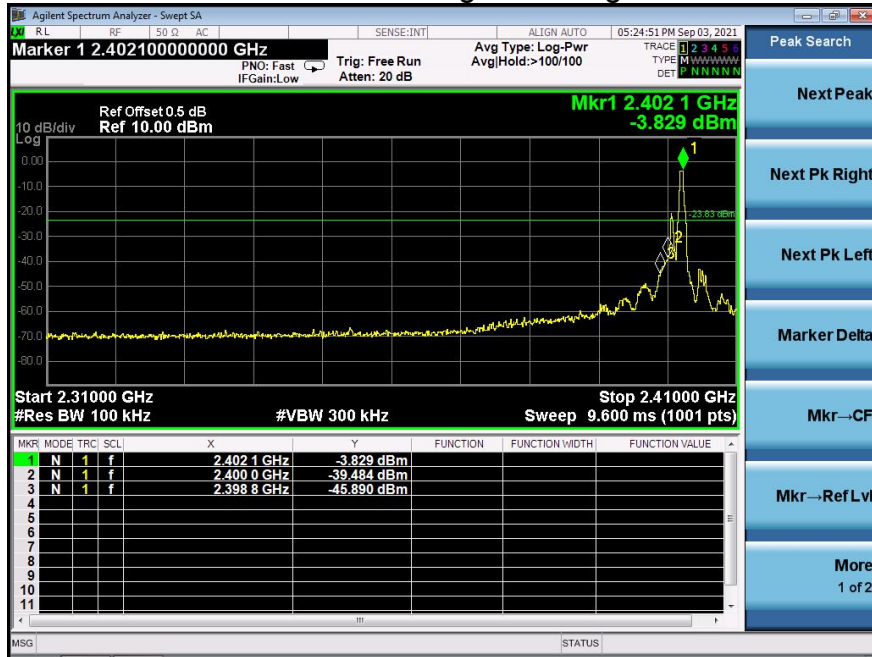 Agilent Spectrum Analyzer - Swept SA
LXI RL RF 50 Ω AC SENSE:INT ALIGN AUTO 05:24:51 PM Sep 03, 2021
Marker 1 2.402100000000 GHz
PNO: Fast
IFGain:Low
Trig: Free Run
Atten: 20 dB
Avg Type: Log-Pwr
Avg|Hold:>100/100
TRACE 1 2 3 4 5 6
TYPE M WWWWW
DET P N N N N N
Peak Search
Next Peak
Next Pk Right
Next Pk Left
Marker Delta
Mkr→CF
Mkr→Ref Lvl
More
1 of 2
Mkr1 2.402 1 GHz
-3.829 dBm
Ref Offset 0.5 dB
10 dB/div Ref 10.00 dBm
Log
1
0.00
-10.0
-20.0
-23.83 dBm
-30.0
2
3
-40.0
-50.0
-60.0
-70.0
-80.0
Start 2.31000 GHz Stop 2.41000 GHz
#Res BW 100 kHz #VBW 300 kHz Sweep 9.600 ms (1001 pts)
MKR MODE TRC SCL X Y FUNCTION FUNCTION WIDTH FUNCTION VALUE
1 N 1 f 2.402 1 GHz -3.829 dBm
2 N 1 f 2.400 0 GHz -39.484 dBm
3 N 1 f 2.398 8 GHz -45.890 dBm
4
5
6
7
8
9
10
11
MSG STATUS